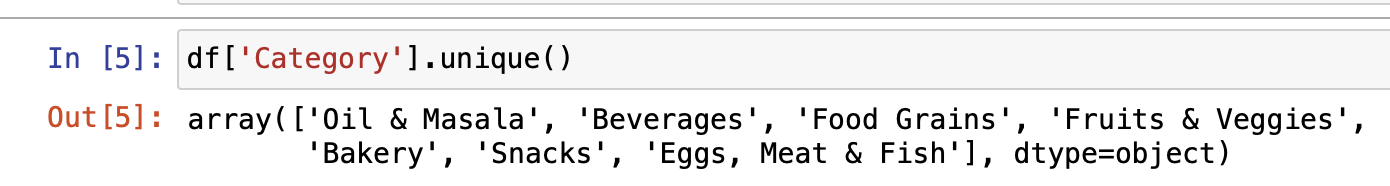 In [5]: df['Category'].unique()
Out[5]: array(['Oil & Masala', 'Beverages', 'Food Grains', 'Fruits & Veggies',
'Bakery', 'Snacks', 'Eggs, Meat & Fish'], dtype=object)